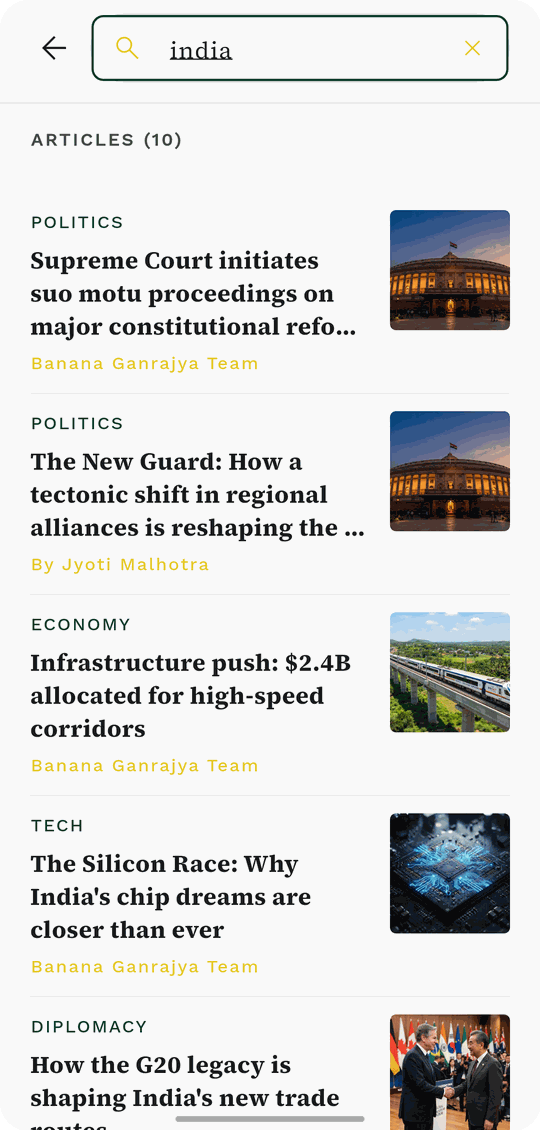 india
ARTICLES (10)
POLITICS
Supreme Court initiates
suo motu proceedings on
major constitutional refo...
Banana Ganrajya Team
POLITICS
The New Guard: How a
tectonic shift in regional
alliances is reshaping the ...
By Jyoti Malhotra
ECONOMY
Infrastructure push: $2.4B
allocated for high-speed
corridors
Banana Ganrajya Team
TECH
The Silicon Race: Why
India's chip dreams are
closer than ever
Banana Ganrajya Team
DIPLOMACY
How the G20 legacy is
shaping India's new trade
routes